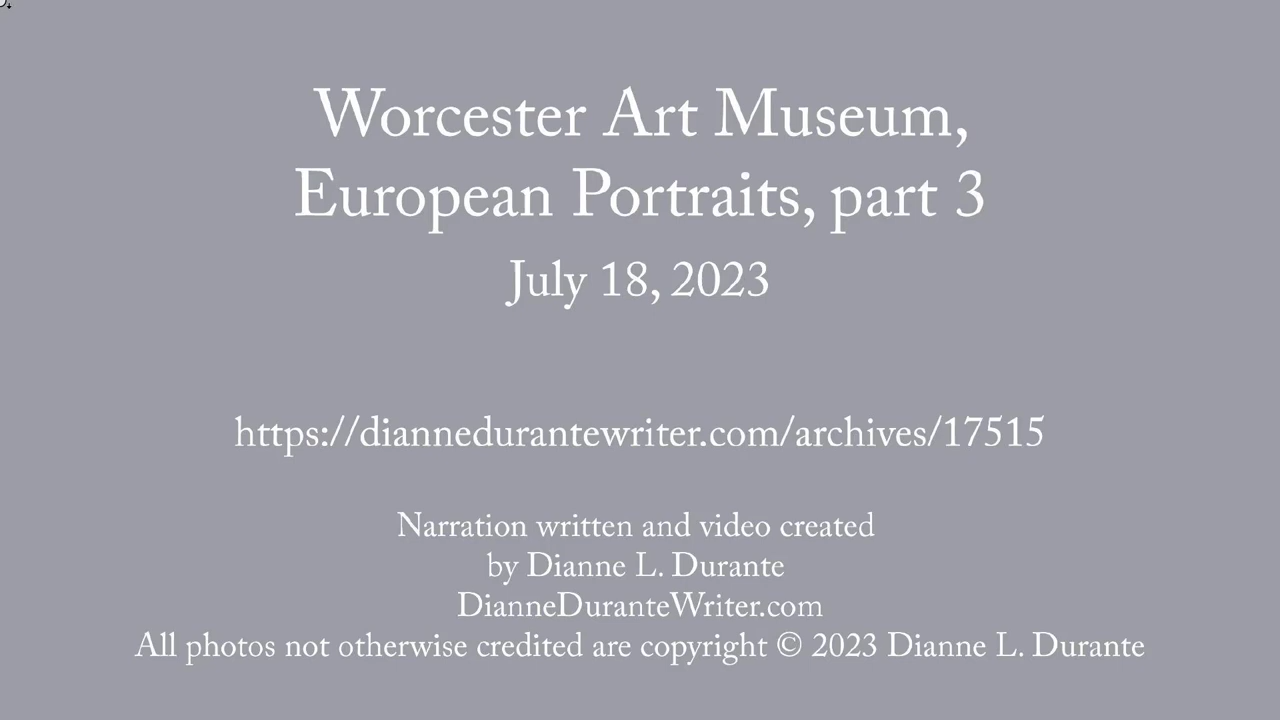 Worcester Art Museum,
European Portraits, part 3
July 18, 2023
https://diannedurantewriter.com/archives/17515
Narration written and video created
by Dianne L. Durante
DianneDuranteWriter.com
All photos not otherwise credited are copyright © 2023 Dianne L. Durante